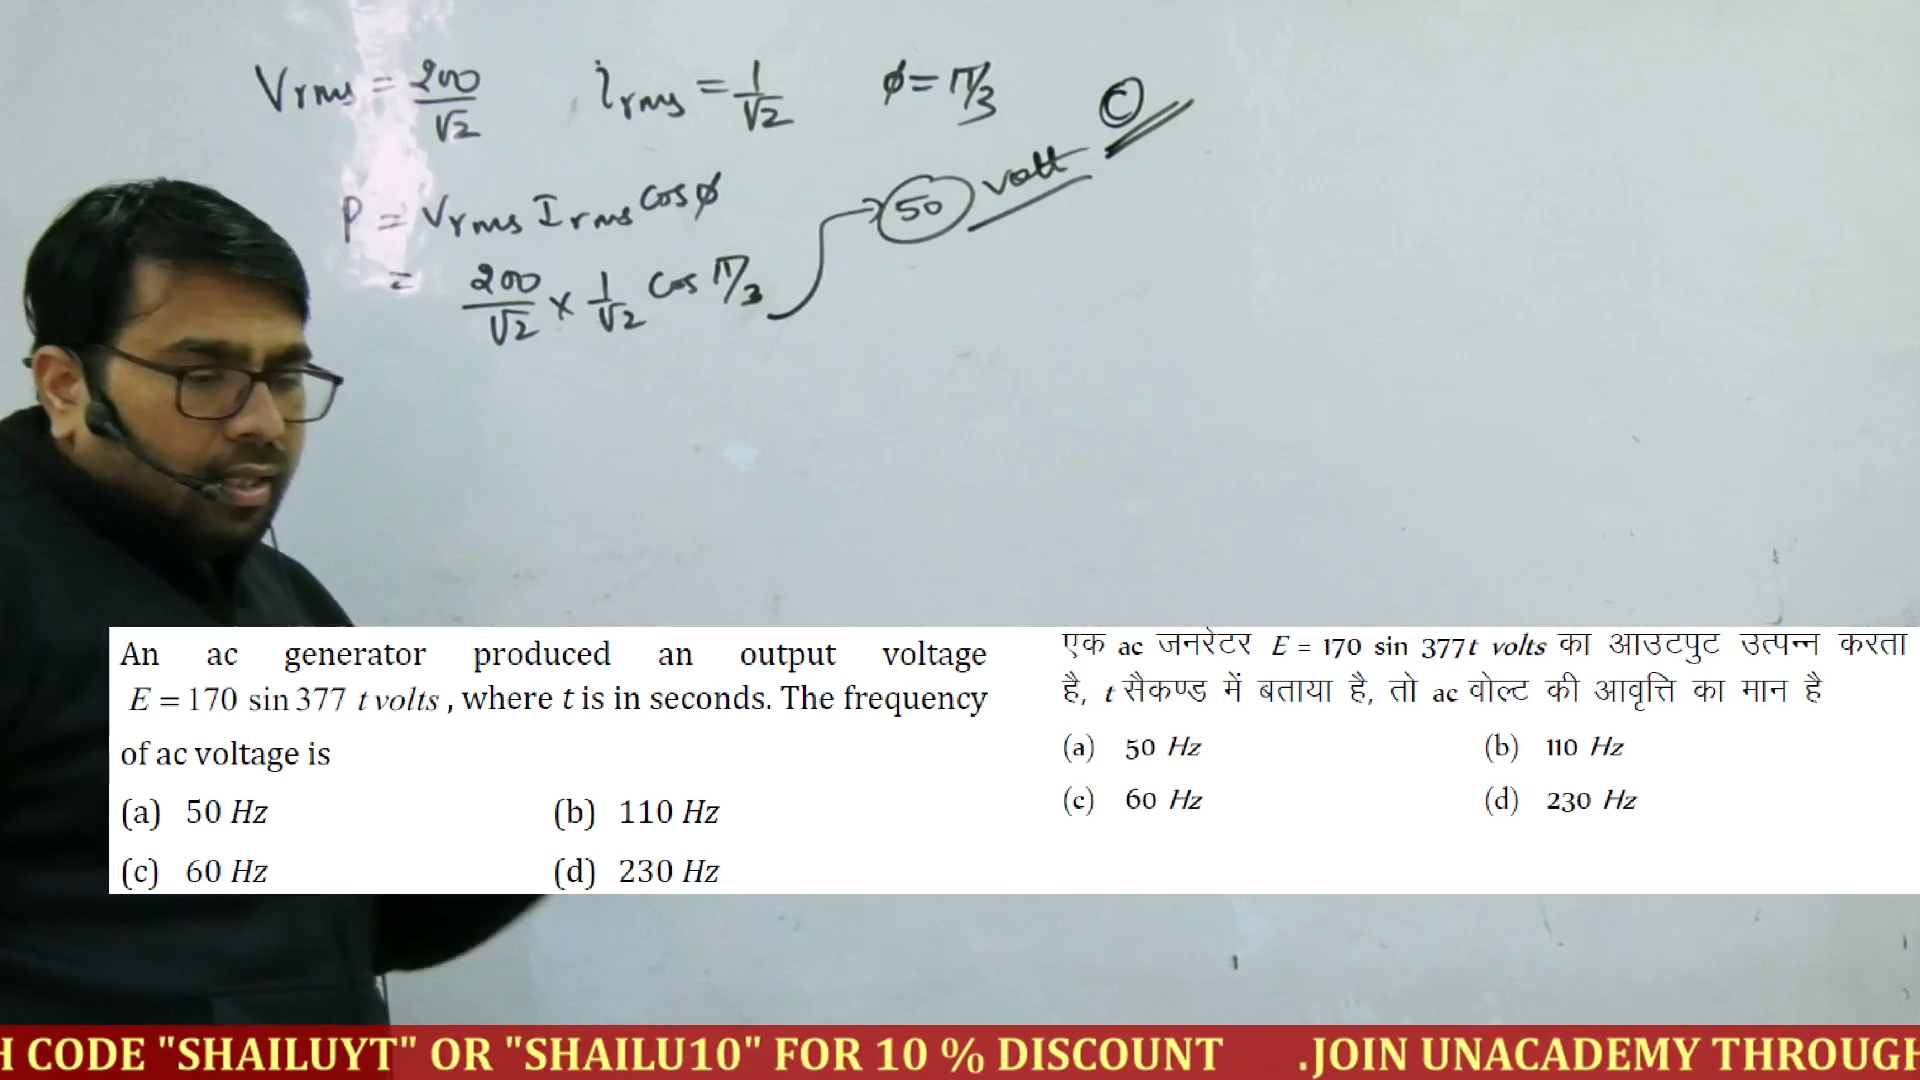 Vrms = 200/√2 irms = 1/√2 ϕ = π/3 Ⓒ
P = Vrms Irms cosϕ 50 volt
= 200/√2 × 1/√2 cos π/3
An ac generator produced an output voltage
E = 170 sin 377 t volts , where t is in seconds. The frequency
of ac voltage is
(a) 50 Hz (b) 110 Hz
(c) 60 Hz (d) 230 Hz
एक ac जनरेटर E = 170 sin 377t volts का आउटपुट उत्पन्न करता
है, t सैकण्ड में बताया है, तो ac वोल्ट की आवृत्ति का मान है
(a) 50 Hz (b) 110 Hz
(c) 60 Hz (d) 230 Hz
H CODE "SHAILUYT" OR "SHAILU10" FOR 10 % DISCOUNT .JOIN UNACADEMY THROUGH